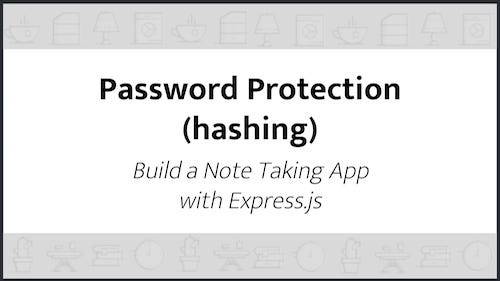 Password Protection
(hashing)
Build a Note Taking App
with Express.js